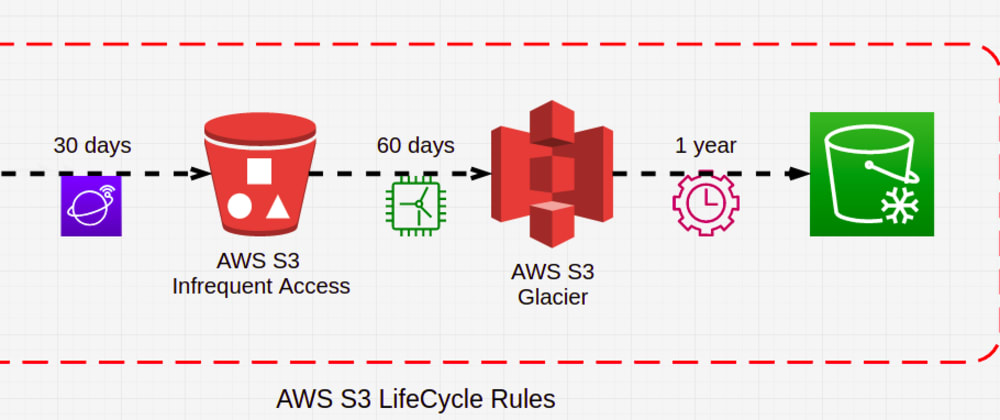 30 days
60 days
1 year
AWS S3
Infrequent Access
AWS S3
Glacier
AWS S3 LifeCycle Rules